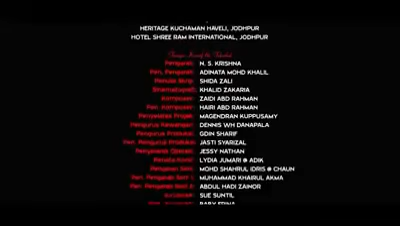 HERITAGE KUCHAMAN HAVELI, JODHPUR
HOTEL SHREE RAM INTERNATIONAL, JODHPUR
Pengarah: N. S. KRISHNA
Pen. Pengarah: ADINATA MOHD KHALIL
Penulis Skrip: SHIDA ZALI
Sinematografi: KHALID ZAKARIA
Komposer: ZAIDI ABD RAHMAN
Pen. Komposer: HAIRI ABD RAHMAN
Penyelaras Projek: MAGENDRAN KUPPUSAMY
Pengurus Kewangan: DENNIS WH DANAPALA
Pengurus Produksi: GDIN SHARIF
Pen. Pengurus Produksi: JASTI SYARIZAL
Penyelaras Operasi: JESSY NATHAN
Penata Kostum: LYDIA JUMARI @ ADIK
Pengarah Seni: MOHD SHAHRUL IDRIS @ CHAUN
Pen. Pengarah Seni 1: MUHAMMAD KHAIRUL AKMA
Pen. Pengarah Seni 2: ABDUL HADI ZAINOR
SUE SUNTIL